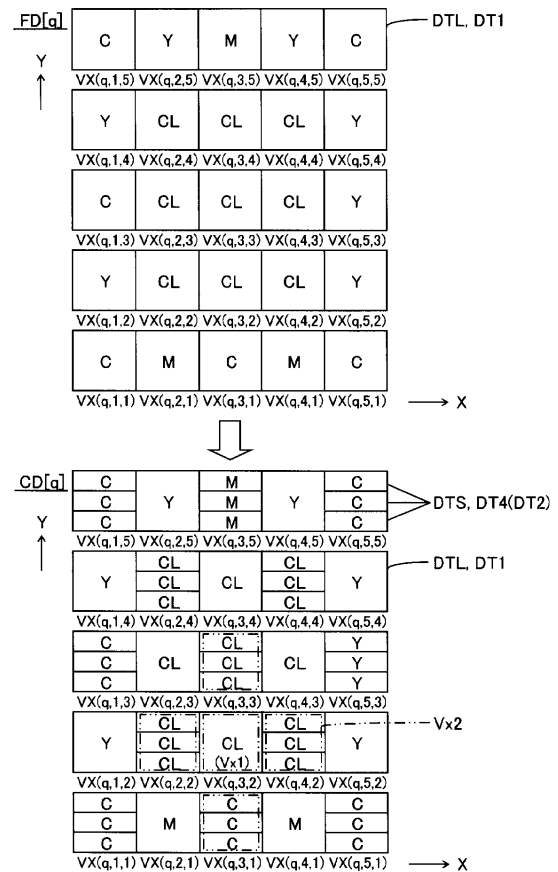 FD[q]
Y
C Y M Y C
DTL, DT1
VX(q,1,5) VX(q,2,5) VX(q,3,5) VX(q,4,5) VX(q,5,5)
Y CL CL CL Y
VX(q,1,4) VX(q,2,4) VX(q,3,4) VX(q,4,4) VX(q,5,4)
C CL CL CL Y
VX(q,1,3) VX(q,2,3) VX(q,3,3) VX(q,4,3) VX(q,5,3)
Y CL CL CL Y
VX(q,1,2) VX(q,2,2) VX(q,3,2) VX(q,4,2) VX(q,5,2)
C M C M C
VX(q,1,1) VX(q,2,1) VX(q,3,1) VX(q,4,1) VX(q,5,1)
X
CD[q]
Y
C M C
C Y M Y C
DTS, DT4(DT2)
C M C
VX(q,1,5) VX(q,2,5) VX(q,3,5) VX(q,4,5) VX(q,5,5)
CL CL
DTL, DT1
Y CL CL CL Y
CL CL
VX(q,1,4) VX(q,2,4) VX(q,3,4) VX(q,4,4) VX(q,5,4)
C CL Y
C CL CL CL Y
C CL Y
VX(q,1,3) VX(q,2,3) VX(q,3,3) VX(q,4,3) VX(q,5,3)
CL CL
Vx2
Y CL CL CL Y
CL (Vx1) CL
VX(q,1,2) VX(q,2,2) VX(q,3,2) VX(q,4,2) VX(q,5,2)
C C C
C M C M C
C C C
VX(q,1,1) VX(q,2,1) VX(q,3,1) VX(q,4,1) VX(q,5,1)
X